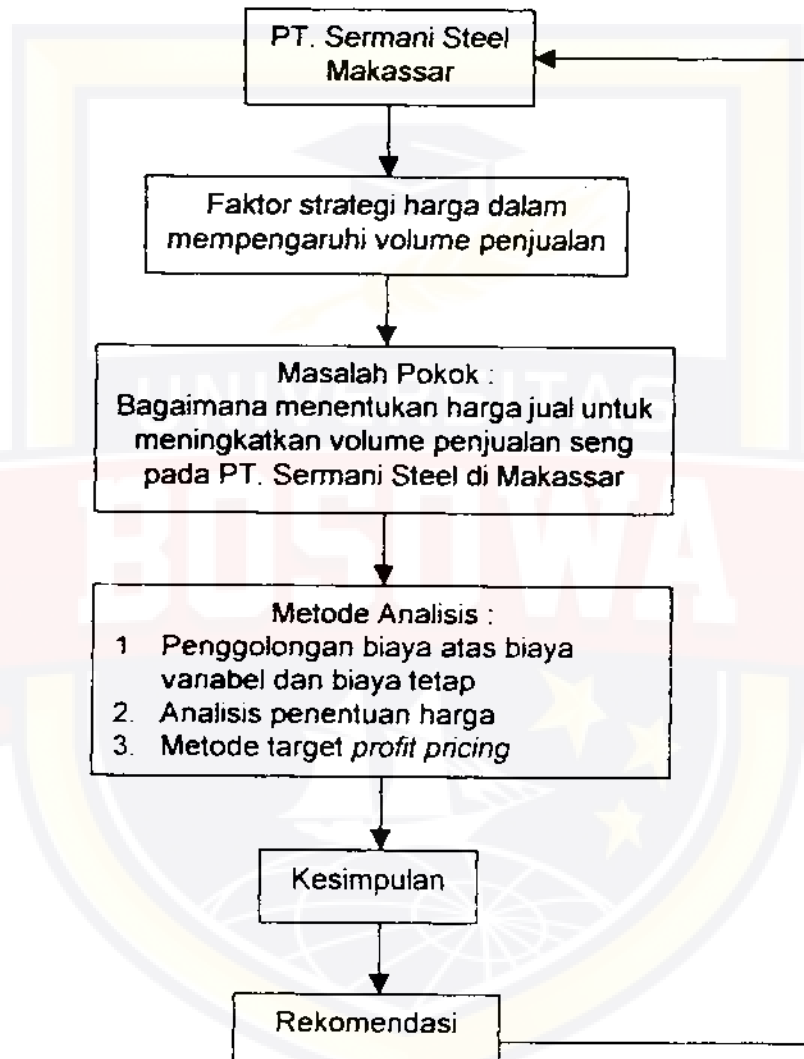 PT. Sermani Steel
Makassar
Faktor strategi harga dalam
mempengaruhi volume penjualan
Masalah Pokok :
Bagaimana menentukan harga jual untuk
meningkatkan volume penjualan seng
pada PT. Sermani Steel di Makassar
Metode Analisis :
1 Penggolongan biaya atas biaya
vanabel dan biaya tetap
2. Analisis penentuan harga
3. Metode target profit pricing
Kesimpulan
Rekomendasi
UNIVERSITAS
BOSOWA